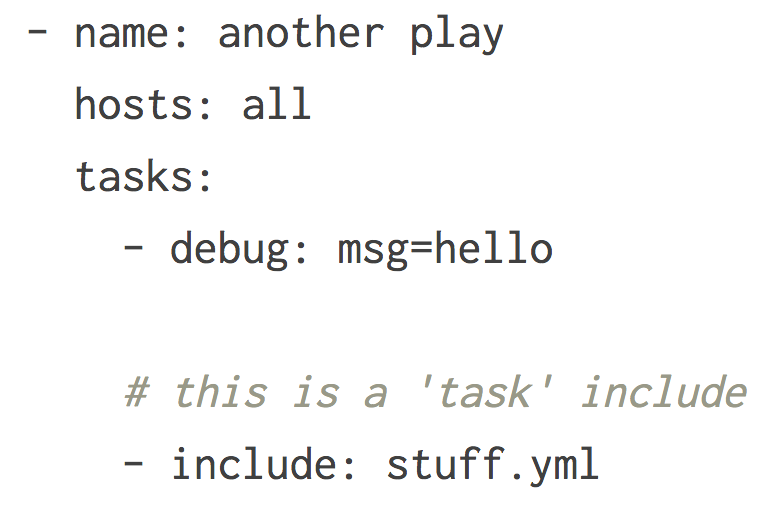 - name: another play
  hosts: all
  tasks:
    - debug: msg=hello
    # this is a 'task' include
    - include: stuff.yml